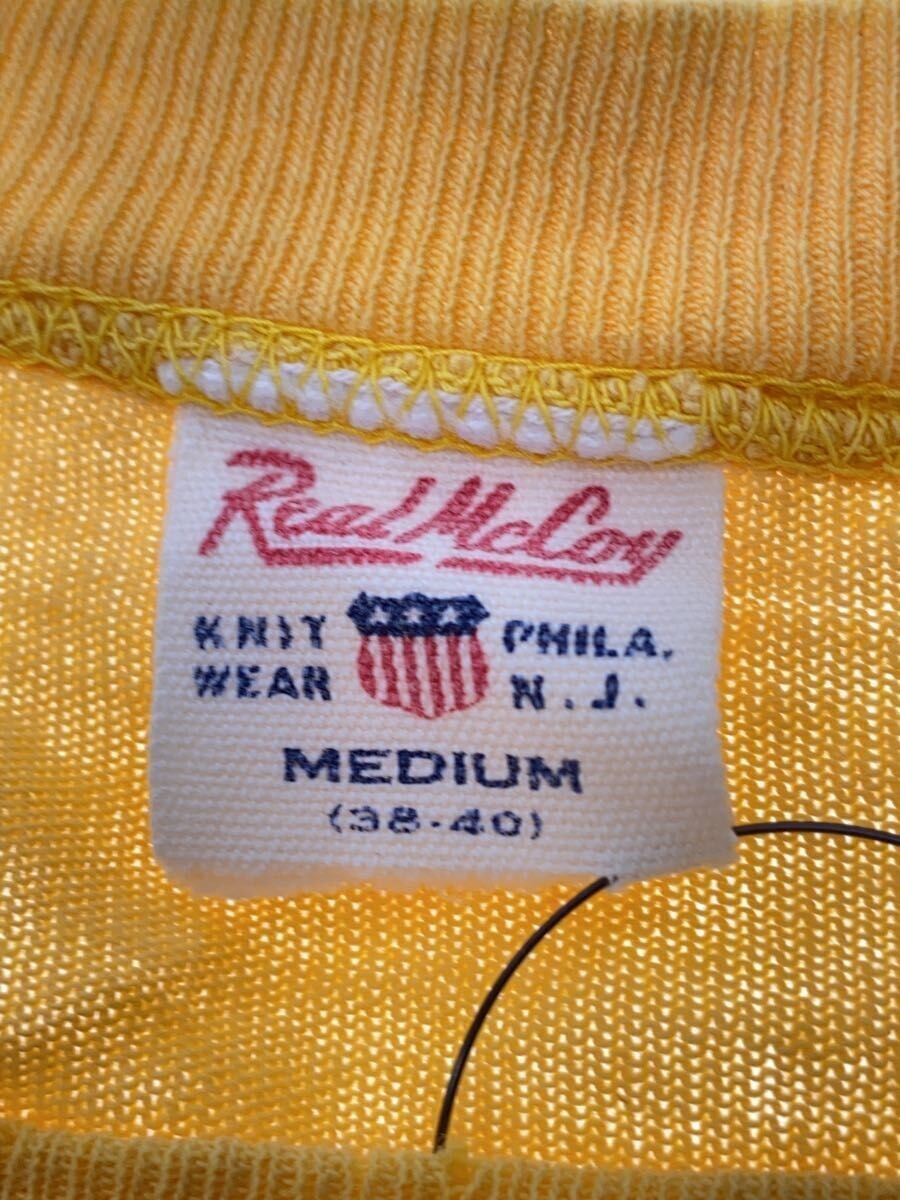 Real McCoy
KNIT WEAR
PHILA. N.J.
MEDIUM
(38-40)